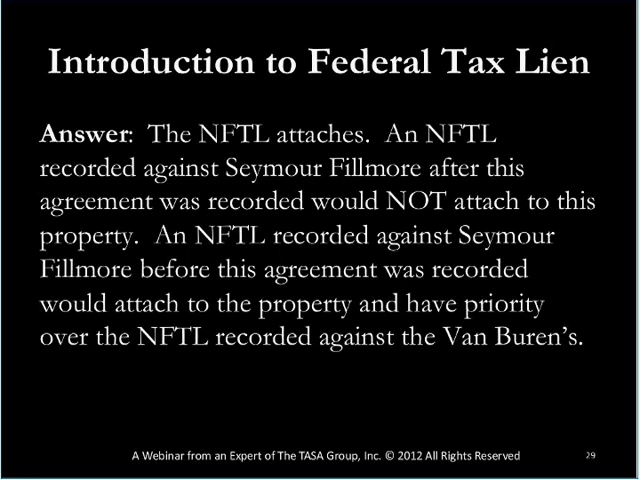 Introduction to Federal Tax Lien
Answer:  The NFTL attaches.  An NFTL
recorded against Seymour Fillmore after this
agreement was recorded would NOT attach to this
property.  An NFTL recorded against Seymour
Fillmore before this agreement was recorded
would attach to the property and have priority
over the NFTL recorded against the Van Buren’s.
A Webinar from an Expert of The TASA Group, Inc. © 2012 All Rights Reserved
29